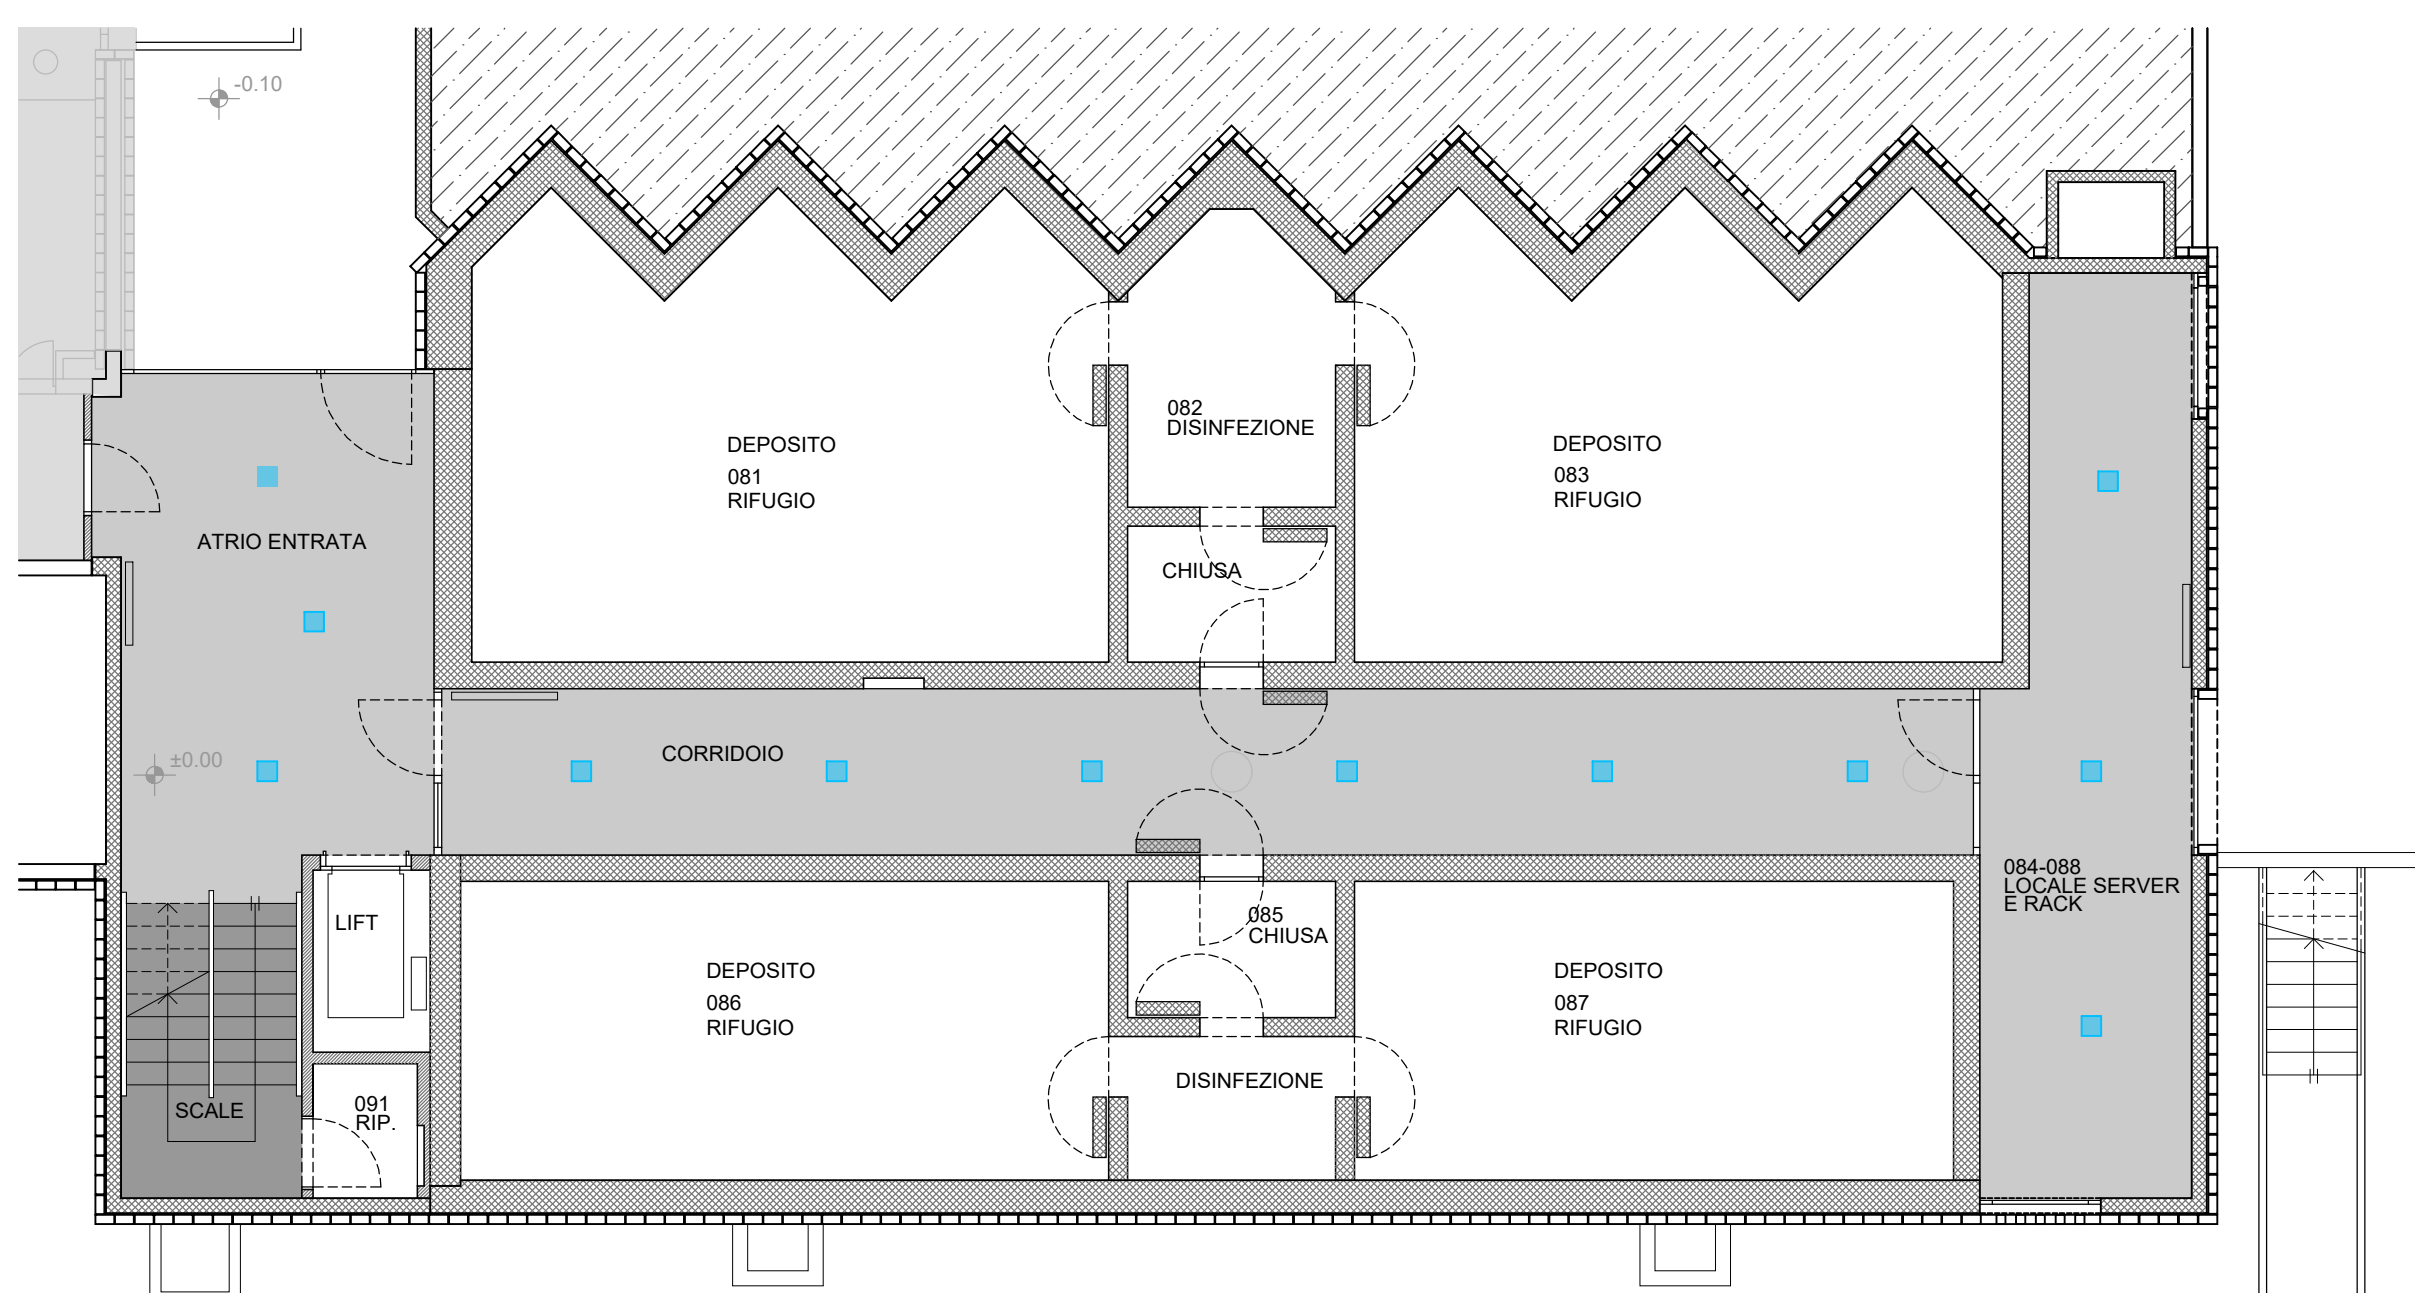 -0.10
DEPOSITO
081
RIFUGIO
082
DISINFEZIONE
DEPOSITO
083
RIFUGIO
ATRIO ENTRATA
CHIUSA
±0.00
CORRIDOIO
084-088
LOCALE SERVER
E RACK
LIFT
085
CHIUSA
DEPOSITO
086
RIFUGIO
DEPOSITO
087
RIFUGIO
DISINFEZIONE
SCALE
091
RIP.